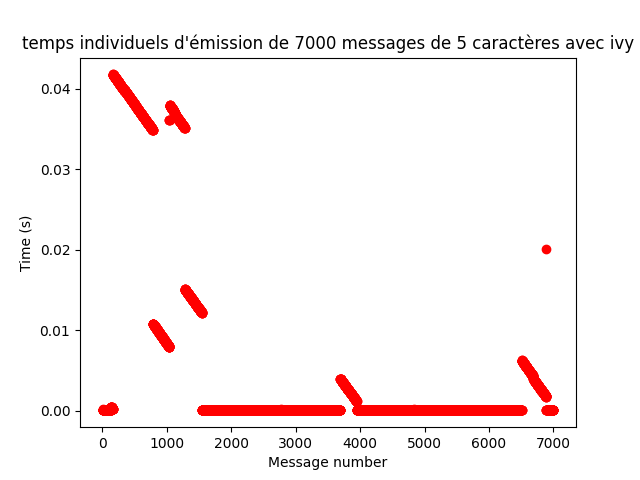 temps individuels d'émission de 7000 messages de 5 caractères avec ivy
0.04
0.03
0.02
0.01
0.00
Time (s)
0 1000 2000 3000 4000 5000 6000 7000
Message number